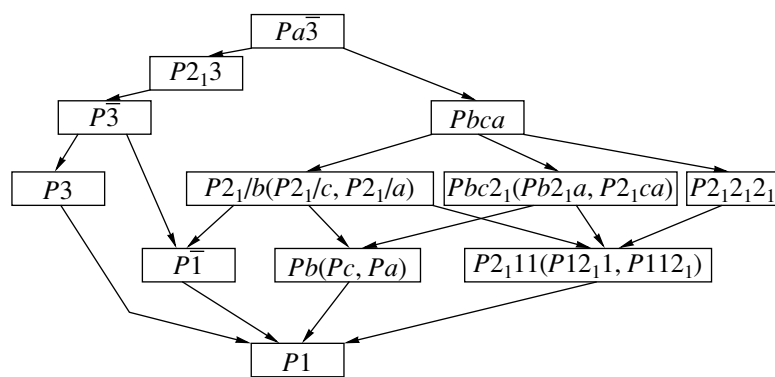 Pa3̅
P2₁3
P3̅
Pbca
P3
P2₁/b(P2₁/c, P2₁/a)
Pbc2₁(Pb2₁a, P2₁ca)
P2₁2₁2₁
P1̅
Pb(Pc, Pa)
P2₁11(P12₁1, P112₁)
P1